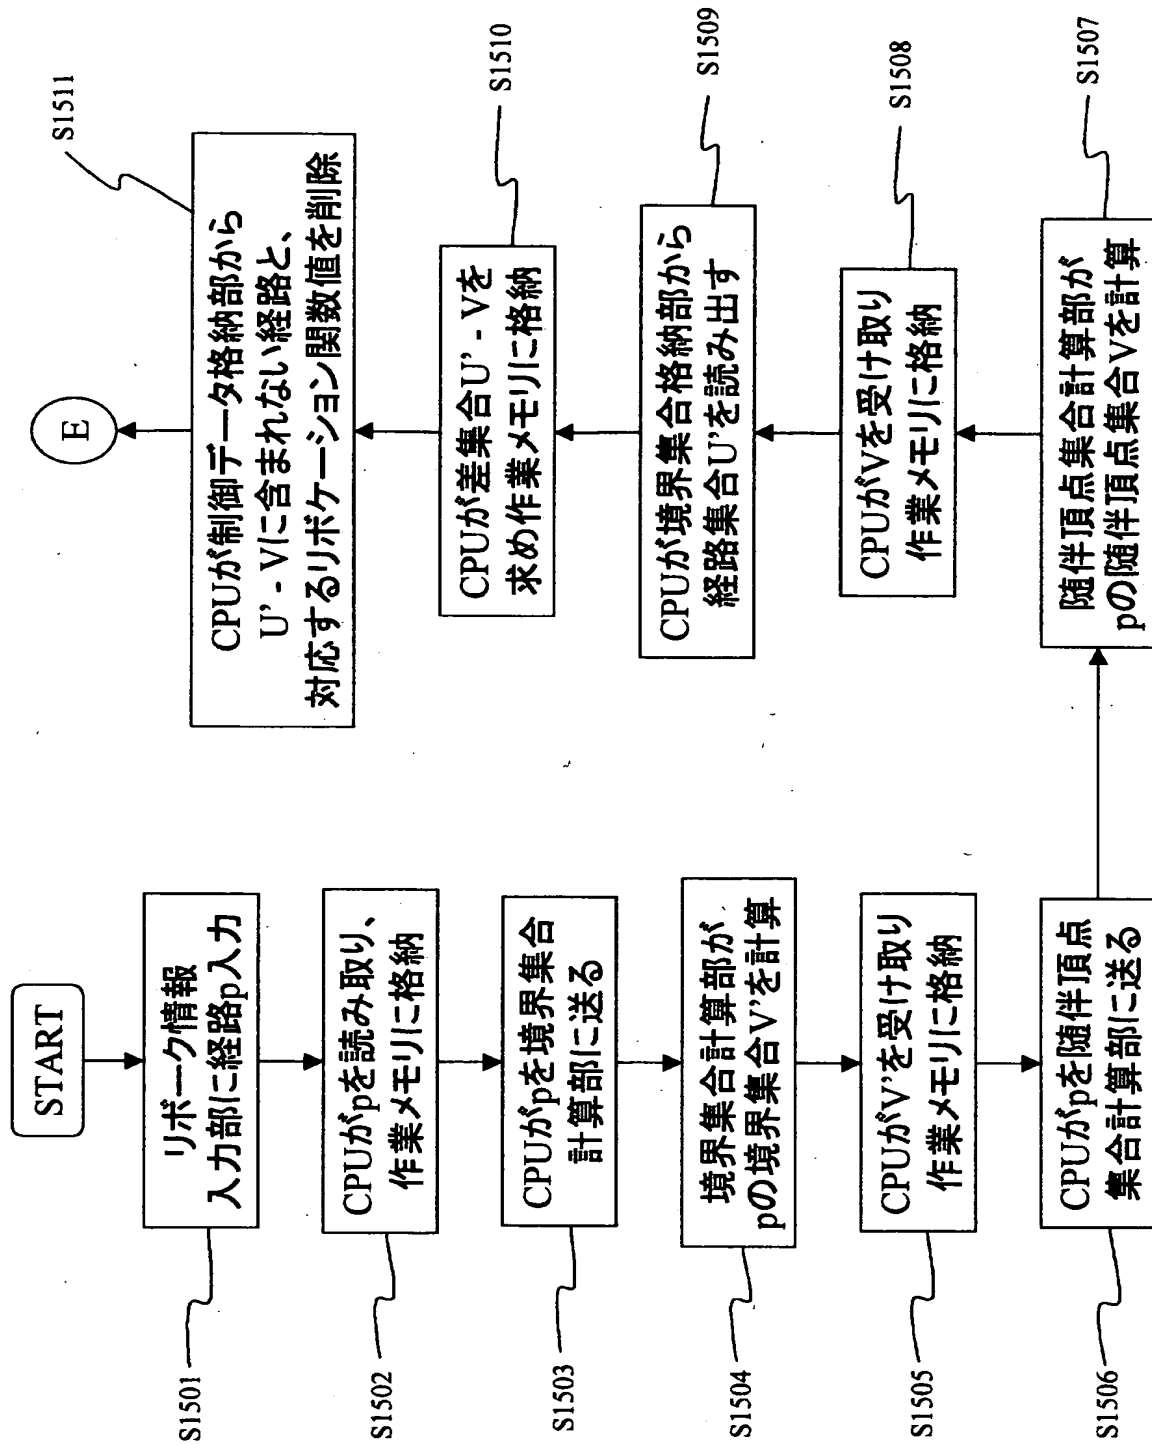 START
リボーク情報
入力部に経路p入力
S1501
CPUがpを読み取り、
作業メモリに格納
S1502
CPUがpを境界集合
計算部に送る
S1503
境界集合計算部が
pの境界集合V'を計算
S1504
CPUがV'を受け取り
作業メモリに格納
S1505
CPUがpを随伴頂点
集合計算部に送る
S1506
随伴頂点集合計算部が
pの随伴頂点集合Vを計算
S1507
CPUがVを受け取り
作業メモリに格納
S1508
CPUが境界集合格納部から
経路集合U'を読み出す
S1509
CPUが差集合U' - Vを
求め作業メモリに格納
S1510
CPUが制御データ格納部から
U' - Vに含まれない経路と、
対応するリボケーション関数値を削除
S1511
E